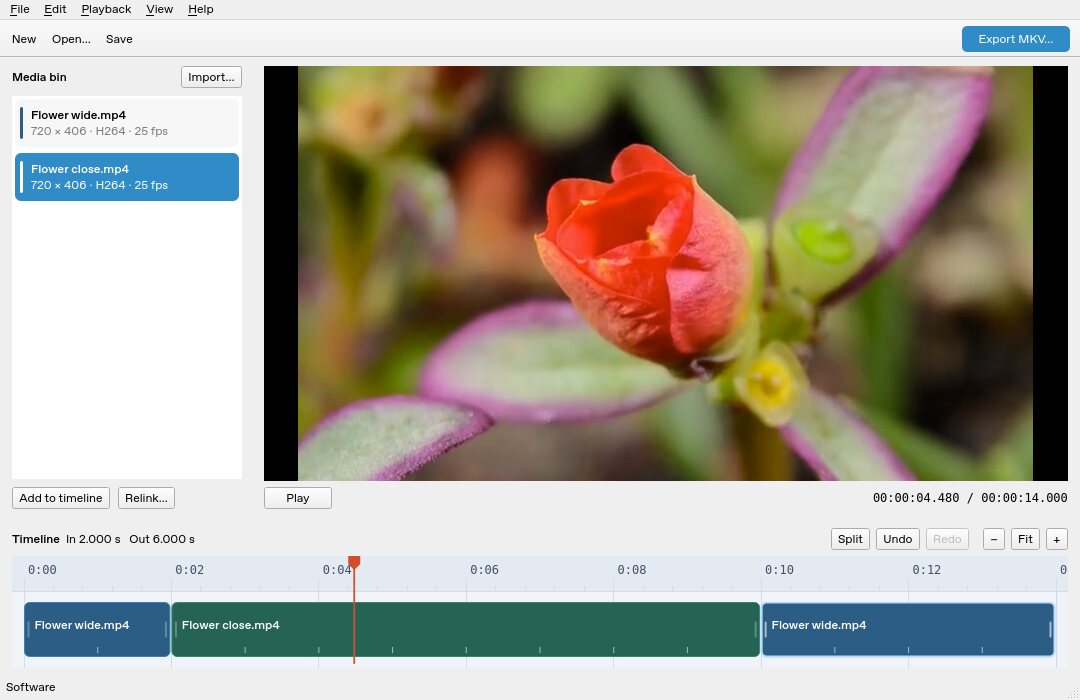 File Edit Playback View Help
New Open... Save Export MKV...
Media bin Import...
Flower wide.mp4
720 × 406 · H264 · 25 fps
Flower close.mp4
720 × 406 · H264 · 25 fps
Add to timeline Relink... Play 00:00:04.480 / 00:00:14.000
Timeline In 2.000 s Out 6.000 s Split Undo Redo − Fit +
0:00 0:02 0:04 0:06 0:08 0:10 0:12 0
Flower wide.mp4 Flower close.mp4 Flower wide.mp4
Software